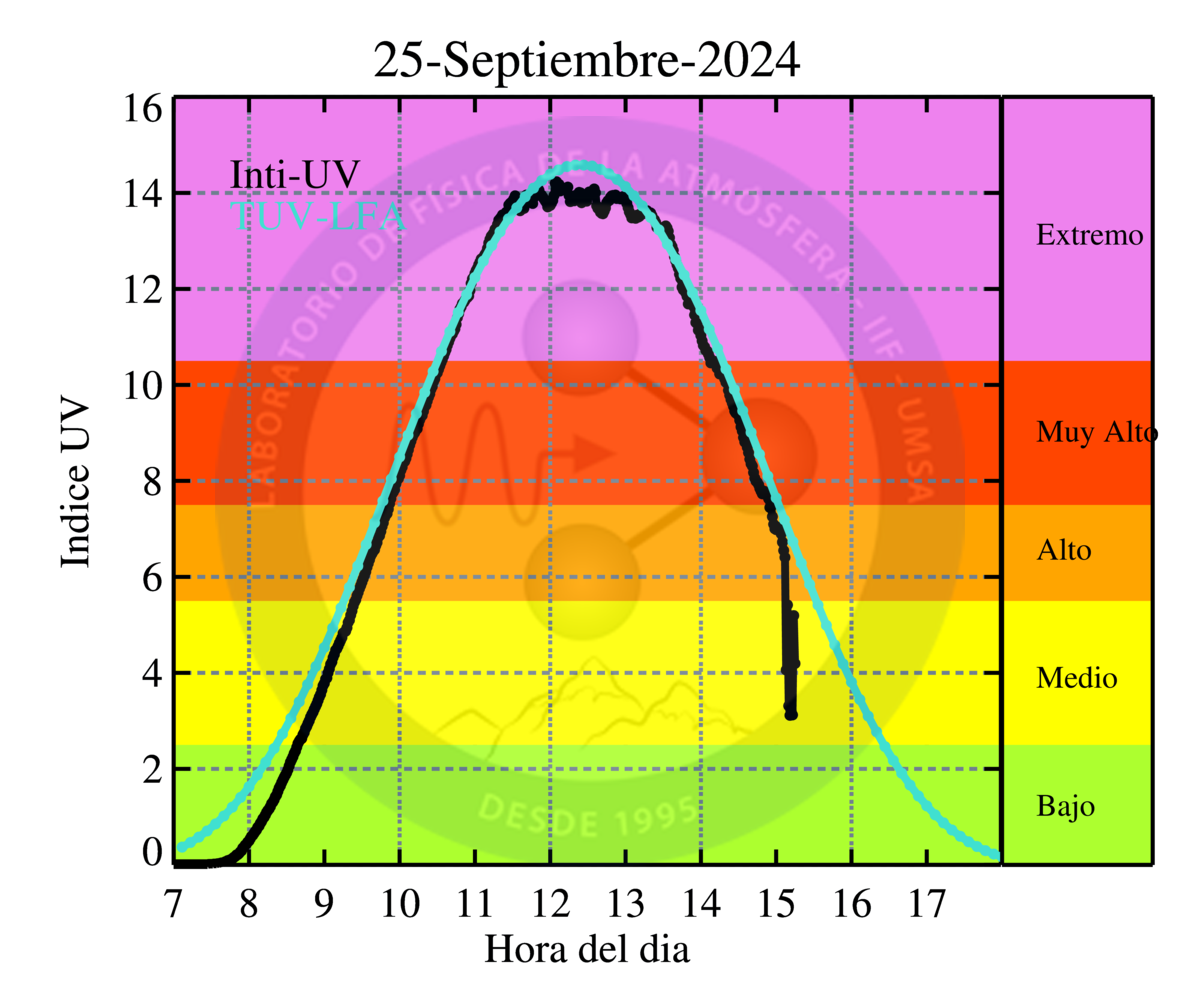 25-Septiembre-2024
Inti-UV
TUV-LFA
LABORATORIO DE FÍSICA DE LA ATMÓSFERA - IIF - UMSA
DESDE 1995
Indice UV
16
14
12
10
8
6
4
2
0
7 8 9 10 11 12 13 14 15 16 17
Hora del dia
Extremo
Muy Alto
Alto
Medio
Bajo